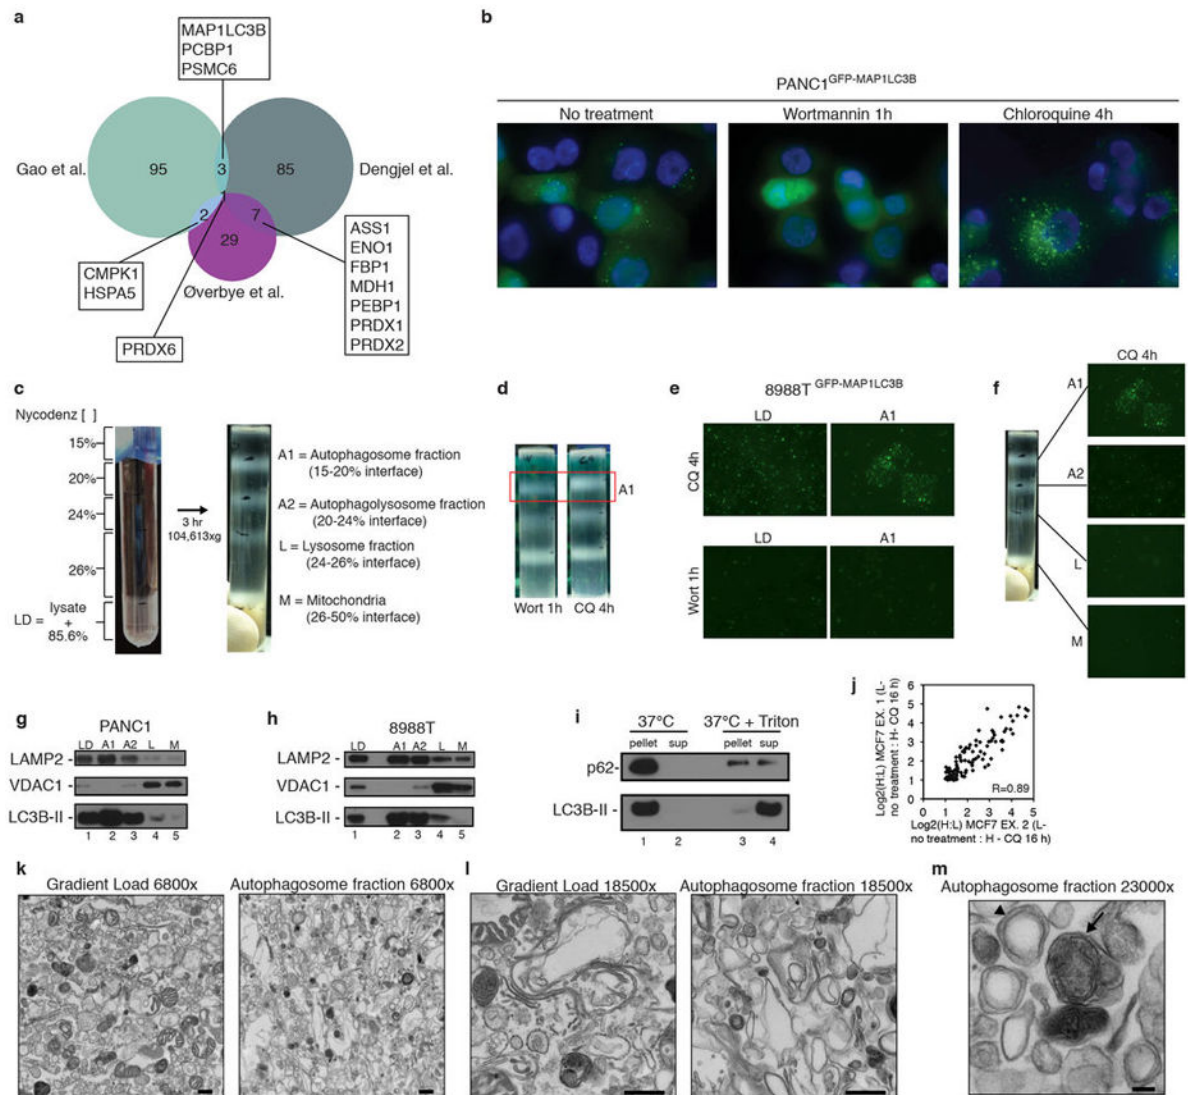 a
MAP1LC3B
PCBP1
PSMC6
Gao et al.
95
3
85
Dengjel et al.
1
2
7
29
Øverbye et al.
CMPK1
HSPA5
PRDX6
ASS1
ENO1
FBP1
MDH1
PEBP1
PRDX1
PRDX2
b
PANC1GFP-MAP1LC3B
No treatment
Wortmannin 1h
Chloroquine 4h
c
Nycodenz [ ]
15%
20%
24%
26%
LD =
lysate
+
85.6%
3 hr
104,613xg
A1 = Autophagosome fraction
(15-20% interface)
A2 = Autophagolysosome fraction
(20-24% interface)
L = Lysosome fraction
(24-26% interface)
M = Mitochondria
(26-50% interface)
d
A1
Wort 1h
CQ 4h
e
8988T GFP-MAP1LC3B
LD
A1
CQ 4h
LD
A1
Wort 1h
f
CQ 4h
A1
A2
L
M
g
PANC1
LD A1 A2 L M
LAMP2 -
VDAC1 -
LC3B-II -
1 2 3 4 5
h
8988T
LD A1 A2 L M
LAMP2 -
VDAC1 -
LC3B-II -
1 2 3 4 5
i
37°C
37°C + Triton
pellet sup pellet sup
p62-
LC3B-II -
1 2 3 4
j
Log2(H:L) MCF7 EX. 1 (L-
no treatment : H- CQ 16 h)
6
5
4
3
2
1
0
R=0.89
0 1 2 3 4 5
Log2(H:L) MCF7 EX. 2 (L-
no treatment : H - CQ 16 h)
k
Gradient Load 6800x
Autophagosome fraction 6800x
l
Gradient Load 18500x
Autophagosome fraction 18500x
m
Autophagosome fraction 23000x